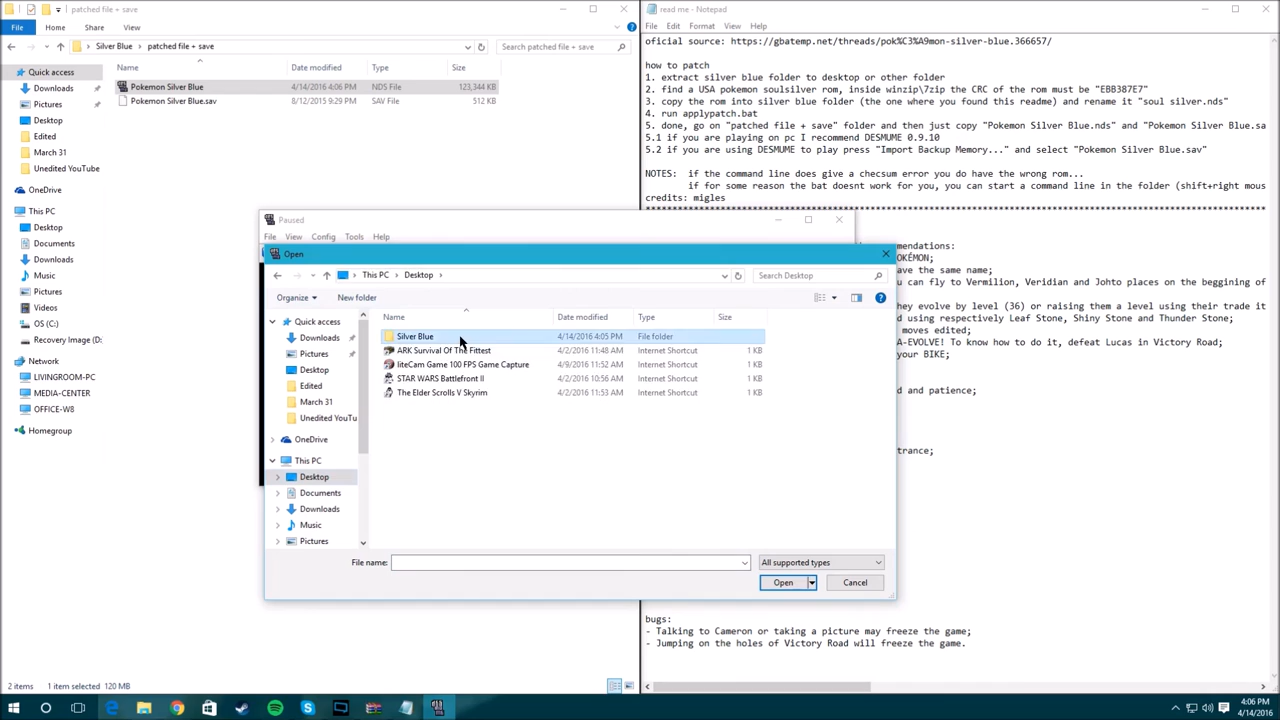 patched file + save
File Home Share View
Silver Blue patched file + save
Search patched file + save
Name Date modified Type Size
Pokemon Silver Blue 4/14/2016 4:06 PM NDS File 123,344 KB
Pokemon Silver Blue.sav 8/12/2015 9:29 PM SAV File 512 KB
Quick access
Downloads
Pictures
Desktop
Edited
March 31
Unedited YouTube
OneDrive
This PC
Desktop
Documents
Downloads
Music
Pictures
Videos
OS (C:)
Recovery Image (D:
Network
LIVINGROOM-PC
MEDIA-CENTER
OFFICE-W8
Homegroup
2 items 1 item selected 120 MB
read me - Notepad
File Edit Format View Help
oficial source: https://gbatemp.net/threads/pok%C3%A9mon-silver-blue.366657/
how to patch
1. extract silver blue folder to desktop or other folder
2. find a USA pokemon soulsilver rom, inside winzip\7zip the CRC of the rom must be "EBB387E7"
3. copy the rom into silver blue folder (the one where you found this readme) and rename it "soul silver.nds"
4. run applypatch.bat
5. done, go on "patched file + save" folder and then just copy "Pokemon Silver Blue.nds" and "Pokemon Silver Blue.sa
5.1 if you are playing on pc I recommend DESMUME 0.9.10
5.2 if you are using DESMUME to play press "Import Backup Memory..." and select "Pokemon Silver Blue.sav"
NOTES: if the command line does give a checsum error you do have the wrong rom...
if for some reason the bat doesnt work for you, you can start a command line in the folder (shift+right mous
credits: migles
**********************************************************************
mmendations:
POKÉMON;
ave the same name;
u can fly to Vermilion, Veridian and Johto places on the beggining of
hey evolve by level (36) or raising them a level using their trade it
d using respectively Leaf Stone, Shiny Stone and Thunder Stone;
moves edited;
A-EVOLVE! To know how to do it, defeat Lucas in Victory Road;
your BIKE;
d and patience;
trance;
bugs:
- Talking to Cameron or taking a picture may freeze the game;
- Jumping on the holes of Victory Road will freeze the game.
Paused
File View Config Tools Help
Open
This PC Desktop
Search Desktop
Organize New folder
Name Date modified Type Size
Silver Blue 4/14/2016 4:05 PM File folder
ARK Survival Of The Fittest 4/2/2016 11:48 AM Internet Shortcut 1 KB
liteCam Game 100 FPS Game Capture 4/9/2016 11:52 AM Internet Shortcut 1 KB
STAR WARS Battlefront II 4/2/2016 10:56 AM Internet Shortcut 1 KB
The Elder Scrolls V Skyrim 4/2/2016 11:53 AM Internet Shortcut 1 KB
Quick access
Downloads
Pictures
Desktop
Edited
March 31
Unedited YouTu
OneDrive
This PC
Desktop
Documents
Downloads
Music
Pictures
File name:
All supported types
Open Cancel
4:06 PM
4/14/2016